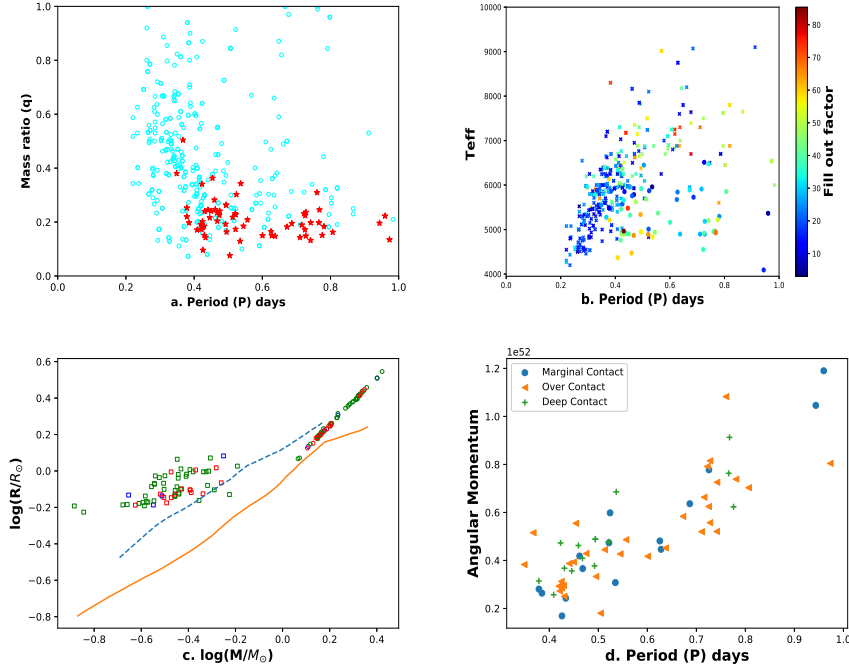 1.0
0.8
0.6
0.4
0.2
0.0
Mass ratio (q)
0.0 0.2 0.4 0.6 0.8 1.0
a. Period (P) days
10000
9000
8000
7000
6000
5000
4000
Teff
0.0 0.2 0.4 0.6 0.8 1.0
b. Period (P) days
80
70
60
50
40
30
20
10
Fill out factor
0.6
0.4
0.2
0.0
−0.2
−0.4
−0.6
−0.8
log(R/R⊙)
−0.8 −0.6 −0.4 −0.2 0.0 0.2 0.4
c. log(M/M⊙)
1e52
Marginal Contact
Over Contact
Deep Contact
1.2
1.0
0.8
0.6
0.4
0.2
Angular Momentum
0.4 0.5 0.6 0.7 0.8 0.9 1.0
d. Period (P) days